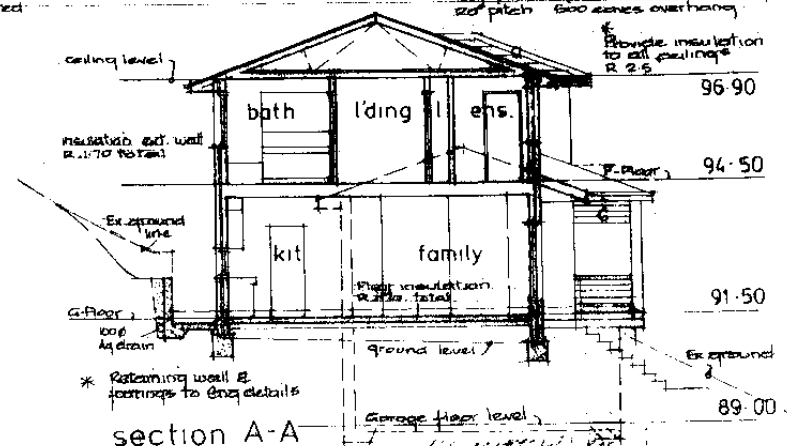 20° pitch 600 eaves overhang
*
Provide insulation
to all ceilings
R 2.5
ceiling level
96·90
bath
l'ding
l
ens.
insulation ext. wall
R.1.70 total
F. Floor
94·50
Ex. ground
line
kit
family
Floor insulation
total
91·50
G. Floor
100ø
Ag drain
ground level
Ex ground
* Retaining wall &
footings to eng details
89·00
Garage floor level
section A-A